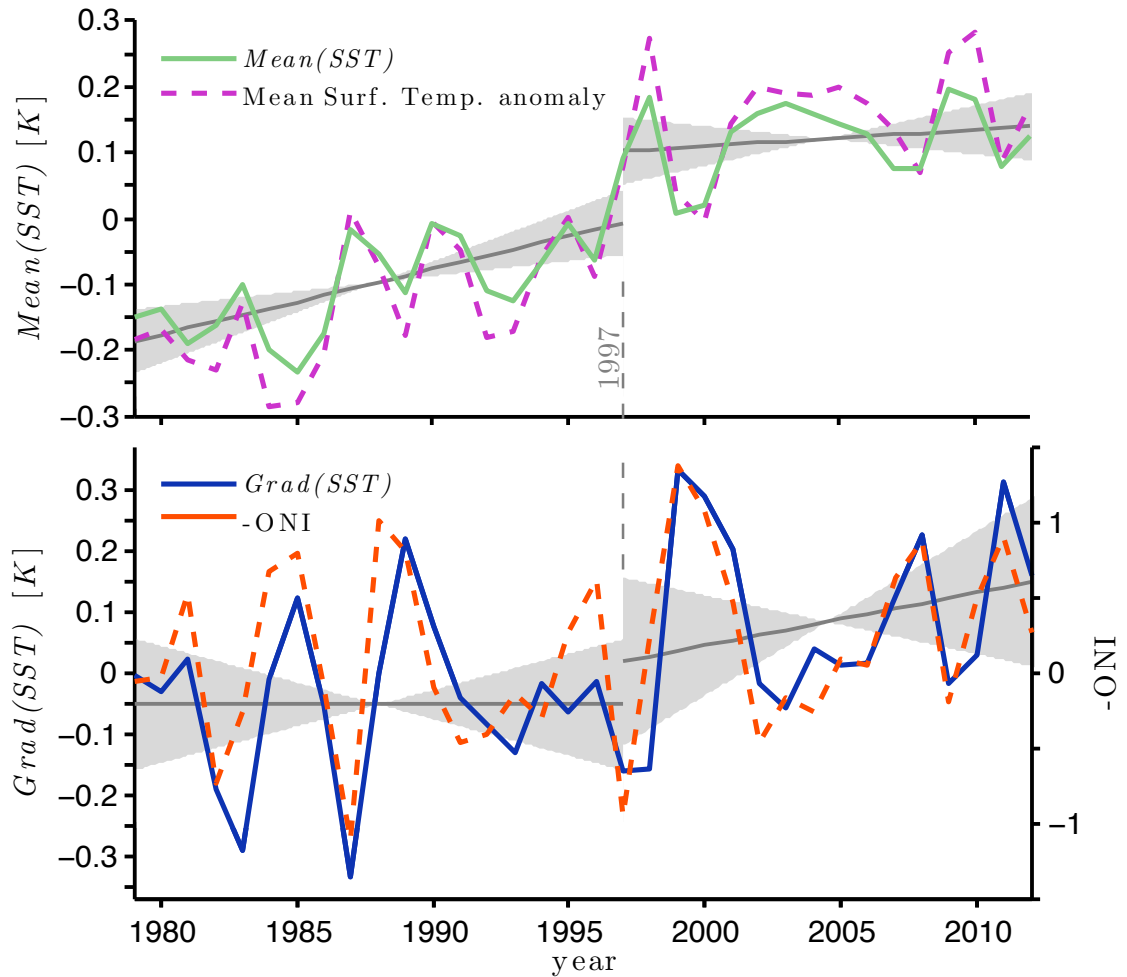 0.3
0.2
0.1
0
−0.1
−0.2
−0.3
Mean(SST) [K]
Mean(SST)
Mean Surf. Temp. anomaly
1997
0.3
0.2
0.1
0
−0.1
−0.2
−0.3
Grad(SST) [K]
Grad(SST)
-ONI
1
0
−1
-ONI
1980 1985 1990 1995 2000 2005 2010
year